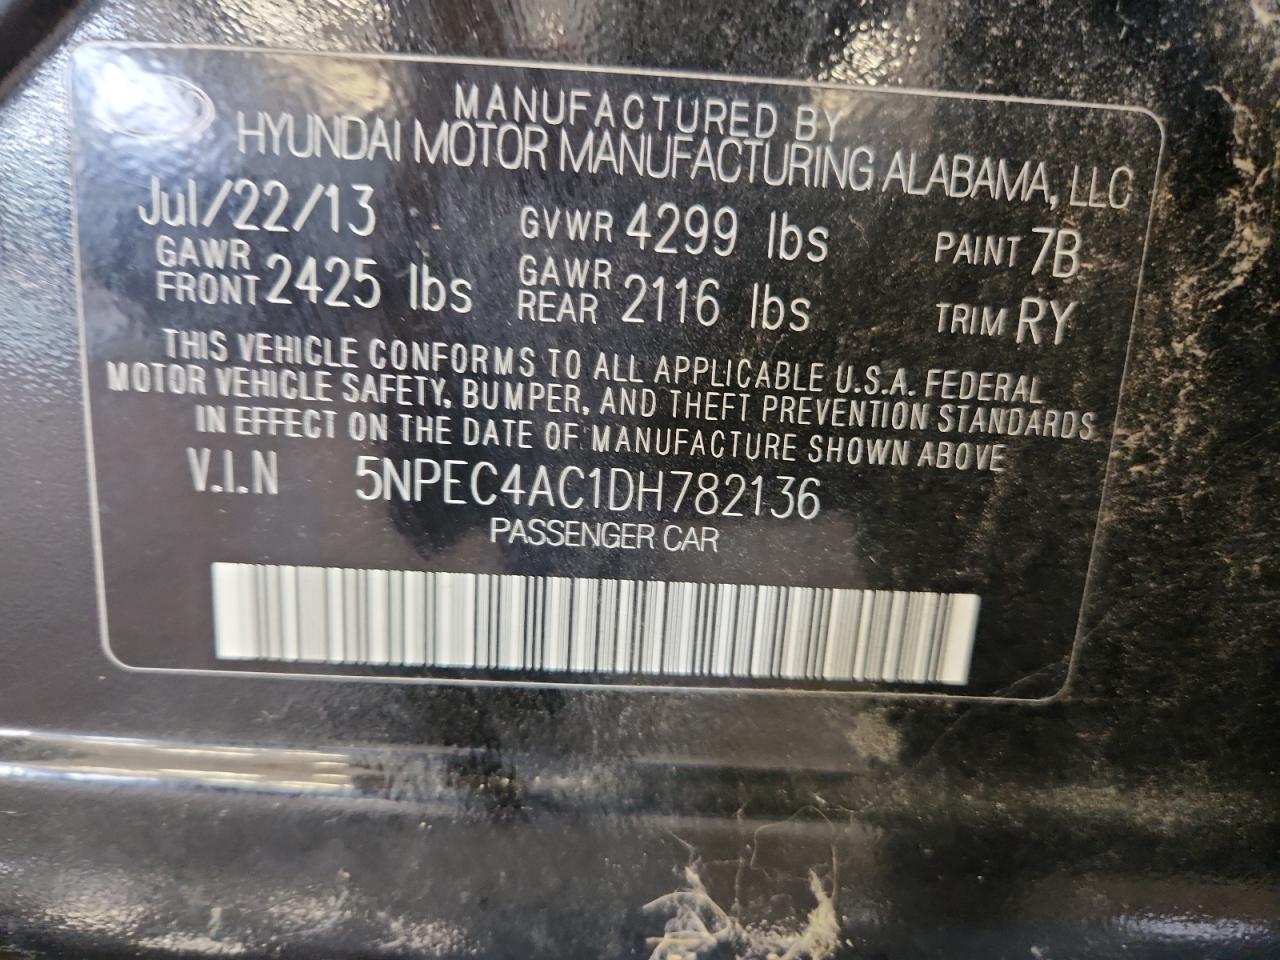 MANUFACTURED BY
HYUNDAI MOTOR MANUFACTURING ALABAMA, LLC
Jul/22/13 GVWR 4299 lbs PAINT 7B
GAWR FRONT 2425 lbs GAWR REAR 2116 lbs TRIM RY
THIS VEHICLE CONFORMS TO ALL APPLICABLE U.S.A. FEDERAL
MOTOR VEHICLE SAFETY, BUMPER, AND THEFT PREVENTION STANDARDS
IN EFFECT ON THE DATE OF MANUFACTURE SHOWN ABOVE
V.I.N 5NPEC4AC1DH782136
PASSENGER CAR